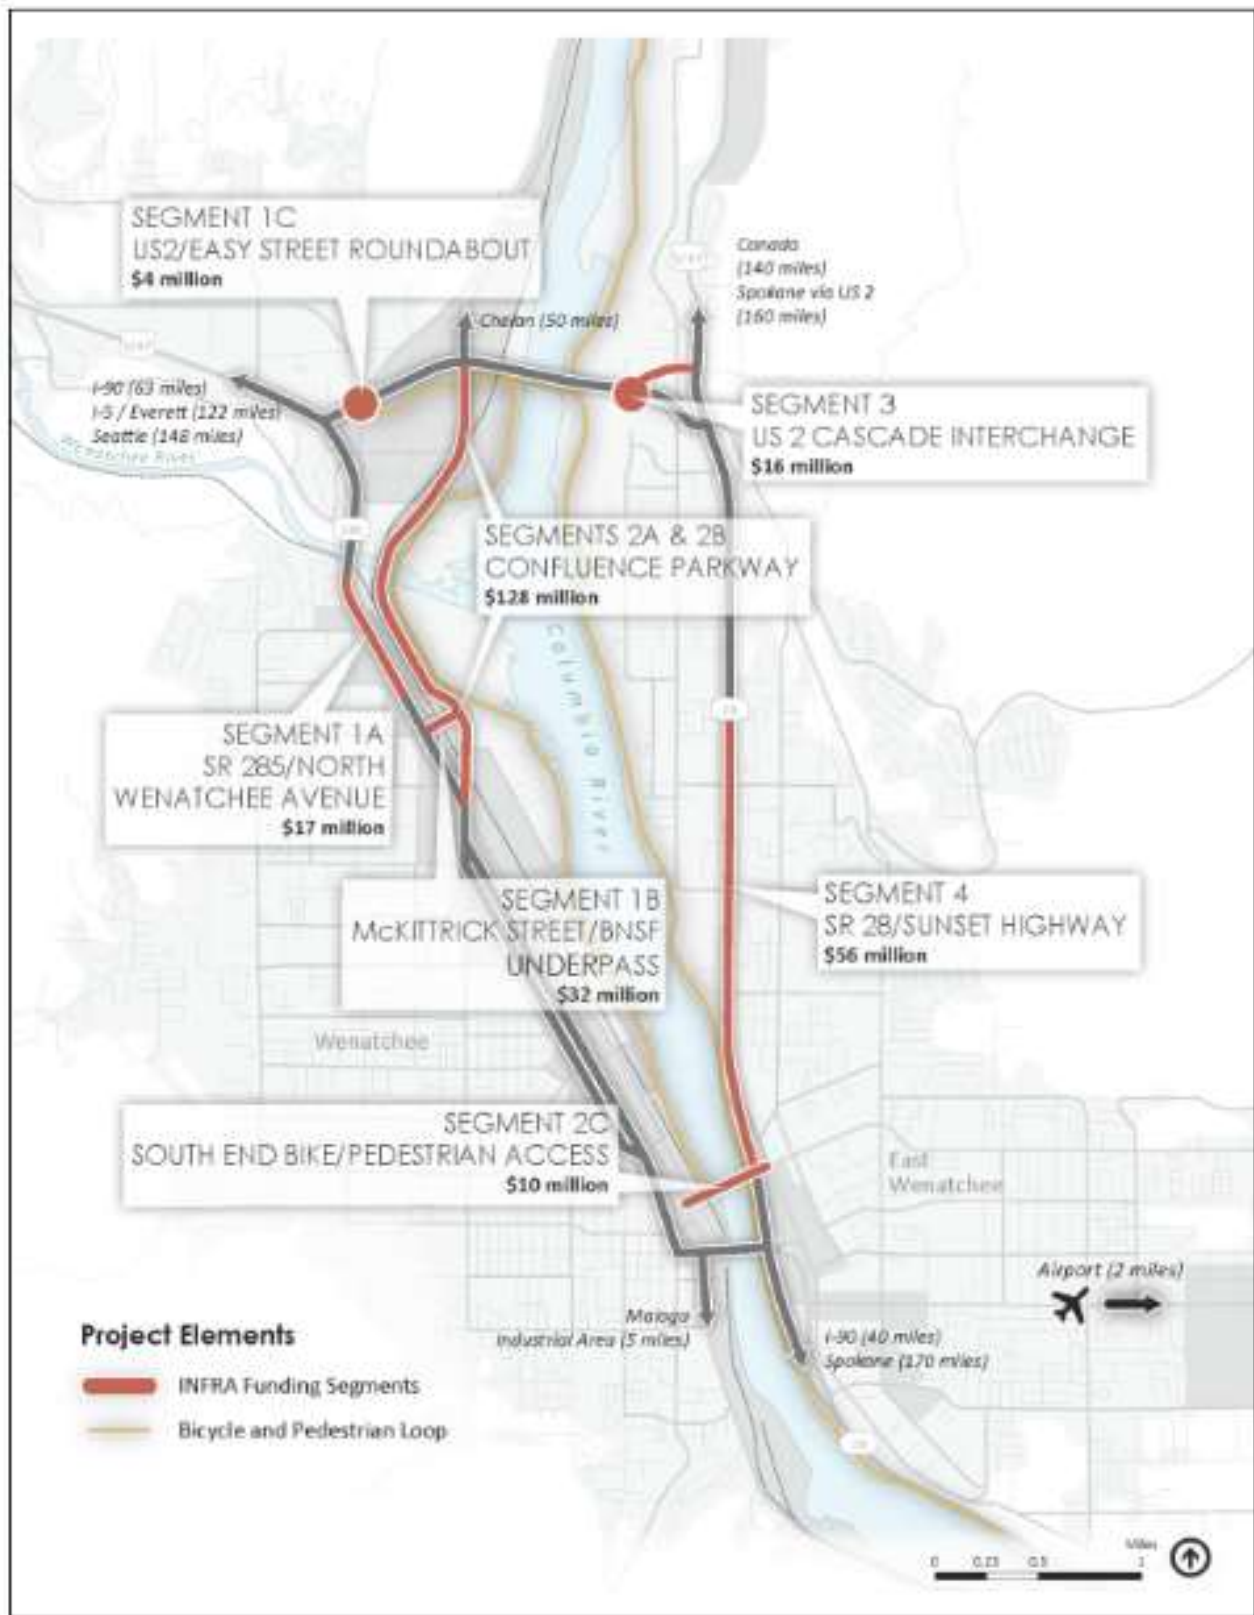 SEGMENT 1C
US2/EASY STREET ROUNDABOUT
$4 million
Canada
(140 miles)
Spokane via US 2
(160 miles)
Chelan (50 miles)
I-90 (63 miles)
I-5 / Everett (122 miles)
Seattle (148 miles)
Wenatchee River
SEGMENT 3
US 2 CASCADE INTERCHANGE
$16 million
SEGMENTS 2A & 2B
CONFLUENCE PARKWAY
$128 million
Columbia River
SEGMENT 1A
SR 285/NORTH
WENATCHEE AVENUE
$17 million
SEGMENT 1B
McKITTRICK STREET/BNSF
UNDERPASS
$32 million
SEGMENT 4
SR 28/SUNSET HIGHWAY
$56 million
Wenatchee
SEGMENT 2C
SOUTH END BIKE/PEDESTRIAN ACCESS
$10 million
East
Wenatchee
Airport (2 miles)
Malaga
Industrial Area (5 miles)
I-90 (40 miles)
Spokane (170 miles)
Project Elements
INFRA Funding Segments
Bicycle and Pedestrian Loop
Miles
0 0.25 0.5 1